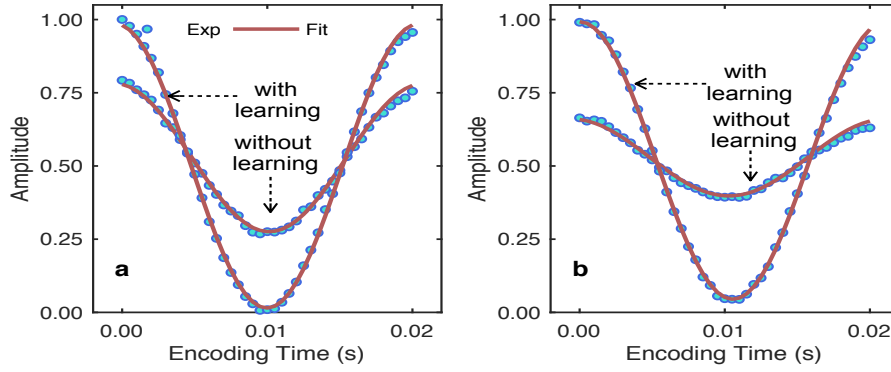 1.00
0.75
0.50
0.25
0.00
Amplitude
Exp
Fit
with
learning
without
learning
a
0.00
0.01
0.02
Encoding Time (s)
1.00
0.75
0.50
0.25
0.00
Amplitude
with
learning
without
learning
b
0.00
0.01
0.02
Encoding Time (s)